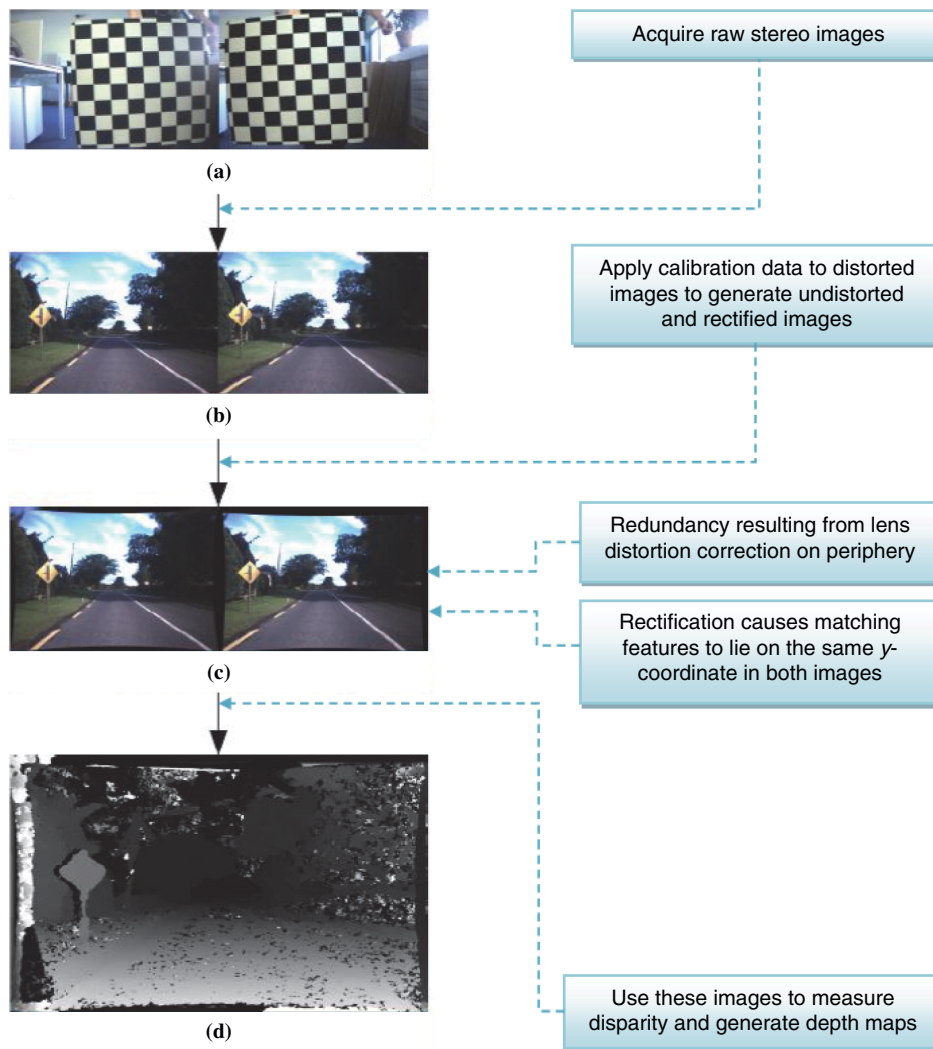 Acquire raw stereo images
(a)
Apply calibration data to distorted
images to generate undistorted
and rectified images
(b)
Redundancy resulting from lens
distortion correction on periphery
Rectification causes matching
features to lie on the same y-
coordinate in both images
(c)
Use these images to measure
disparity and generate depth maps
(d)